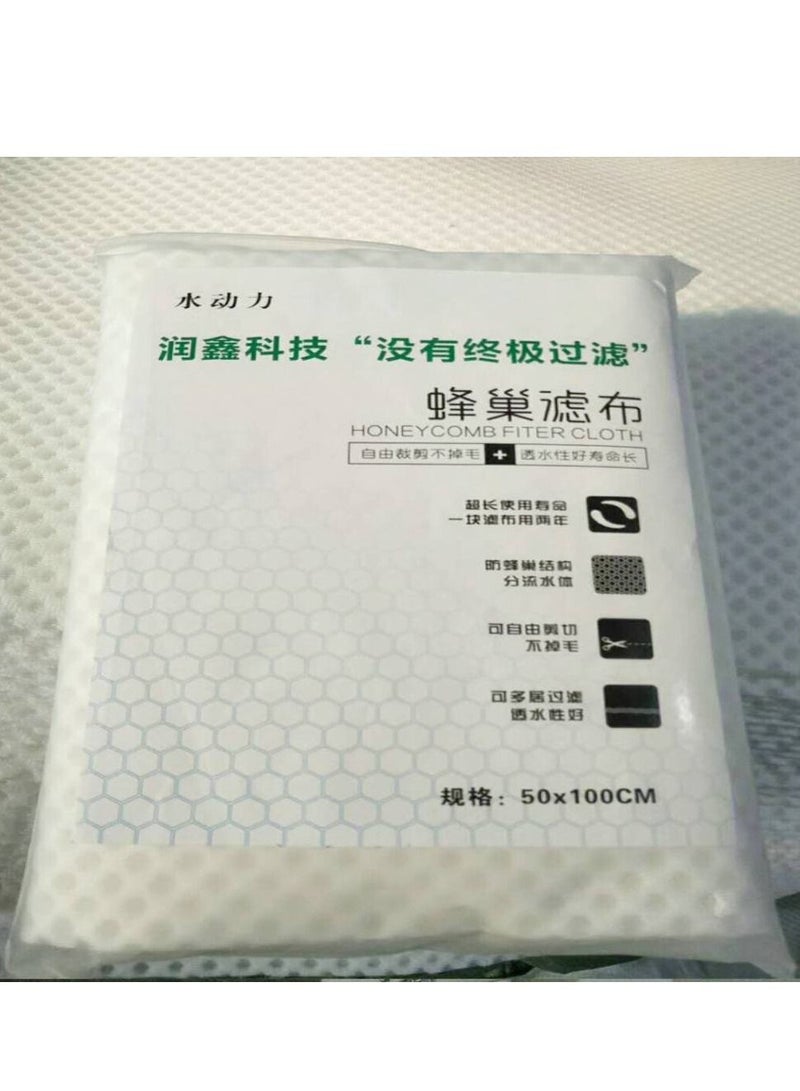 水动力
润鑫科技“没有终极过滤”
蜂巢滤布
HONEYCOMB FITER CLOTH
自由裁剪不掉毛+透水性好寿命长
超长使用寿命
一块滤布用两年
防蜂巢结构
分流水体
可自由剪切
不掉毛
可多层过滤
透水性好
规格：50x100CM